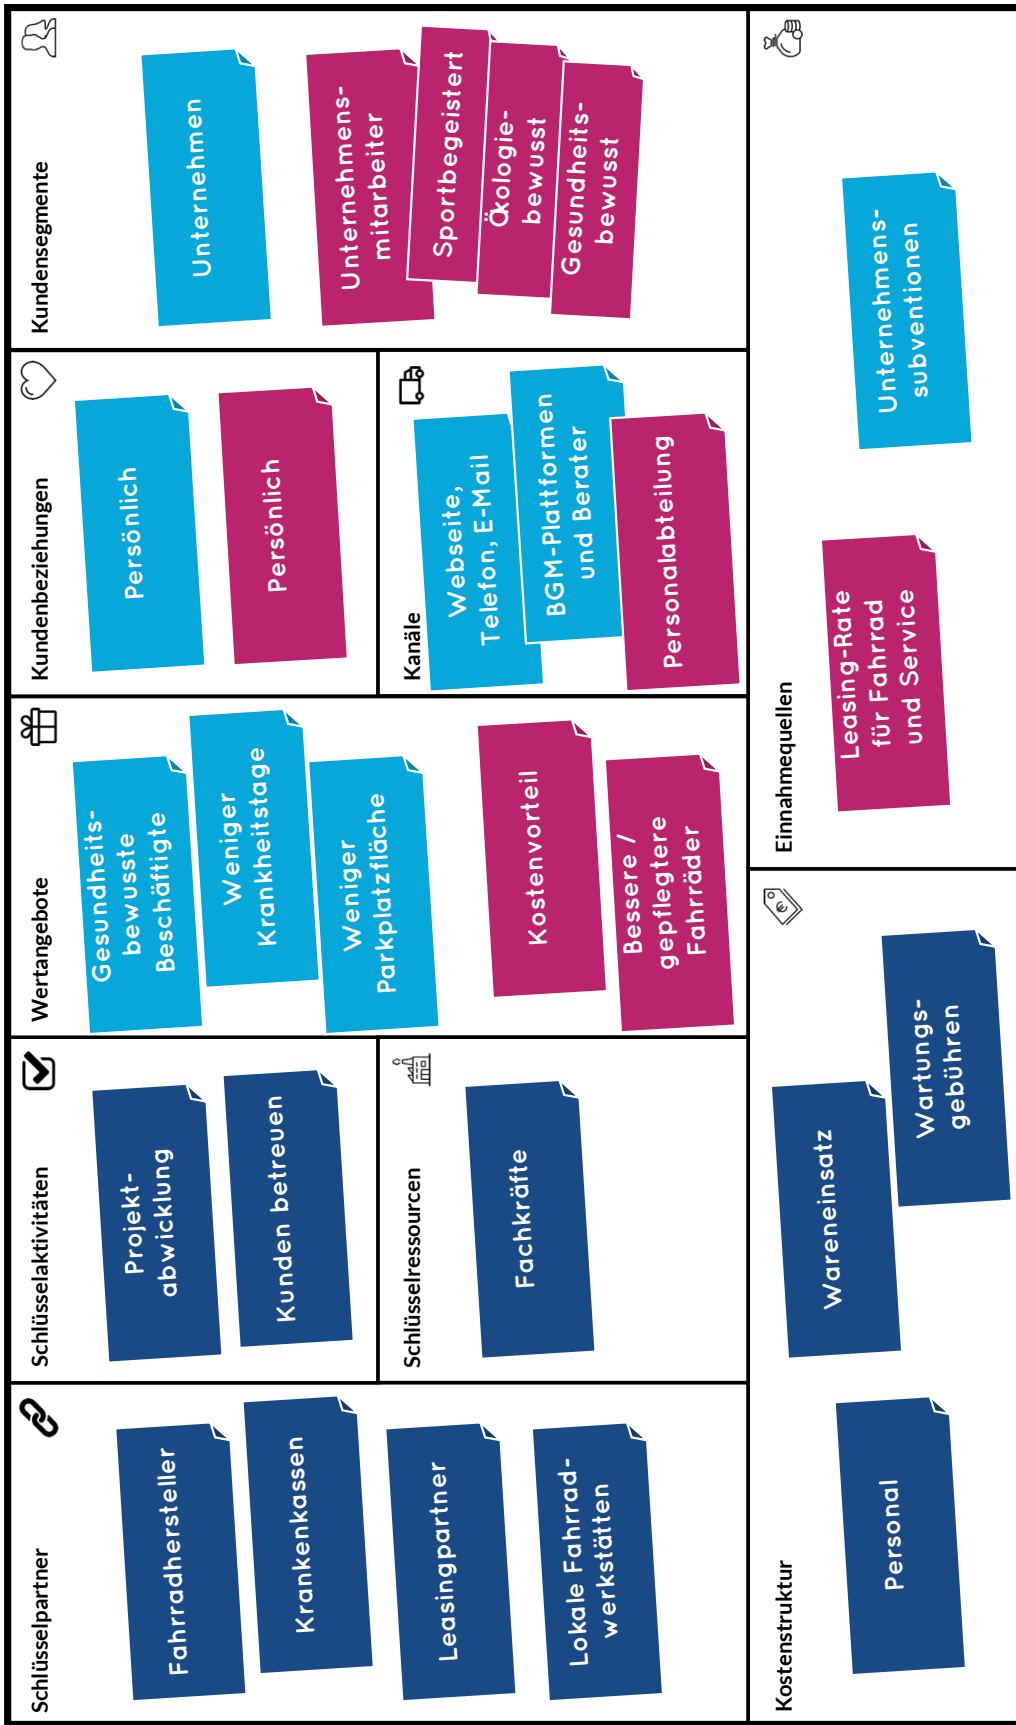 Schlüsselpartner
Fahrradhersteller
Krankenkassen
Leasingpartner
Lokale Fahrrad-
werkstätten
Schlüsselaktivitäten
Projekt-
abwicklung
Kunden betreuen
Schlüsselressourcen
Fachkräfte
Wertangebote
Gesundheits-
bewusste
Beschäftigte
Weniger
Krankheitstage
Weniger
Parkplatzfläche
Kostenvorteil
Bessere /
gepflegtere
Fahrräder
Kundenbeziehungen
Persönlich
Persönlich
Kanäle
Webseite,
Telefon, E-Mail
BGM-Plattformen
und Berater
Personalabteilung
Kundensegmente
Unternehmen
Unternehmens-
mitarbeiter
Sportbegeistert
Ökologie-
bewusst
Gesundheits-
bewusst
Kostenstruktur
Personal
Wareneinsatz
Wartungs-
gebühren
Einnahmequellen
Leasing-Rate
für Fahrrad
und Service
Unternehmens-
subventionen